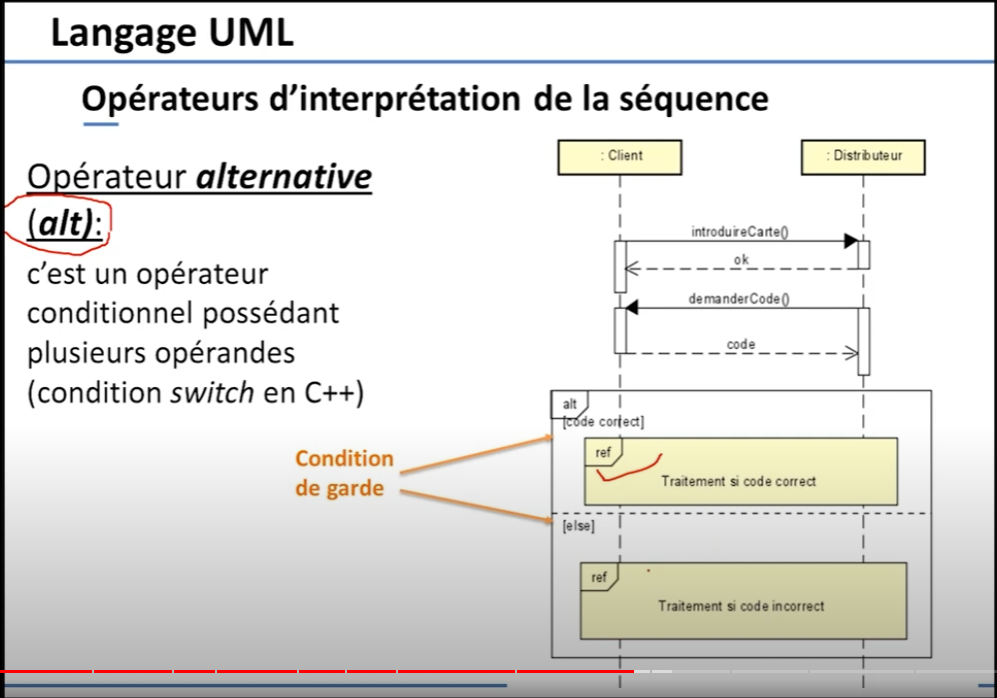 Langage UML
Opérateurs d'interprétation de la séquence
Opérateur alternative
(alt):
c'est un opérateur
conditionnel possédant
plusieurs opérandes
(condition switch en C++)
Condition
de garde
: Client
: Distributeur
introduireCarte()
ok
demanderCode()
code
alt
[code correct]
ref
Traitement si code correct
[else]
ref
Traitement si code incorrect